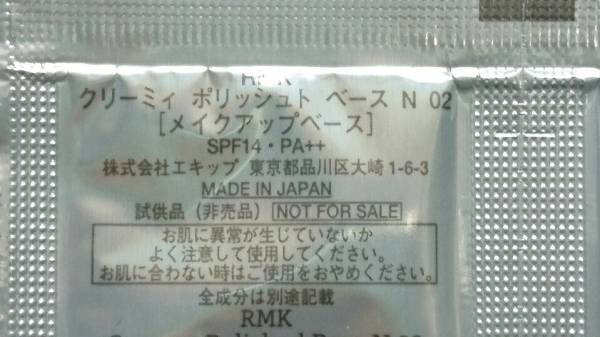 RMK
クリーミィ ポリッシュト ベース N 02
[メイクアップベース]
SPF14・PA++
株式会社エキップ 東京都品川区大崎1-6-3
MADE IN JAPAN
試供品（非売品） NOT FOR SALE
お肌に異常が生じていないか
よく注意して使用してください。
お肌に合わない時はご使用をおやめください。
全成分は別途記載
RMK